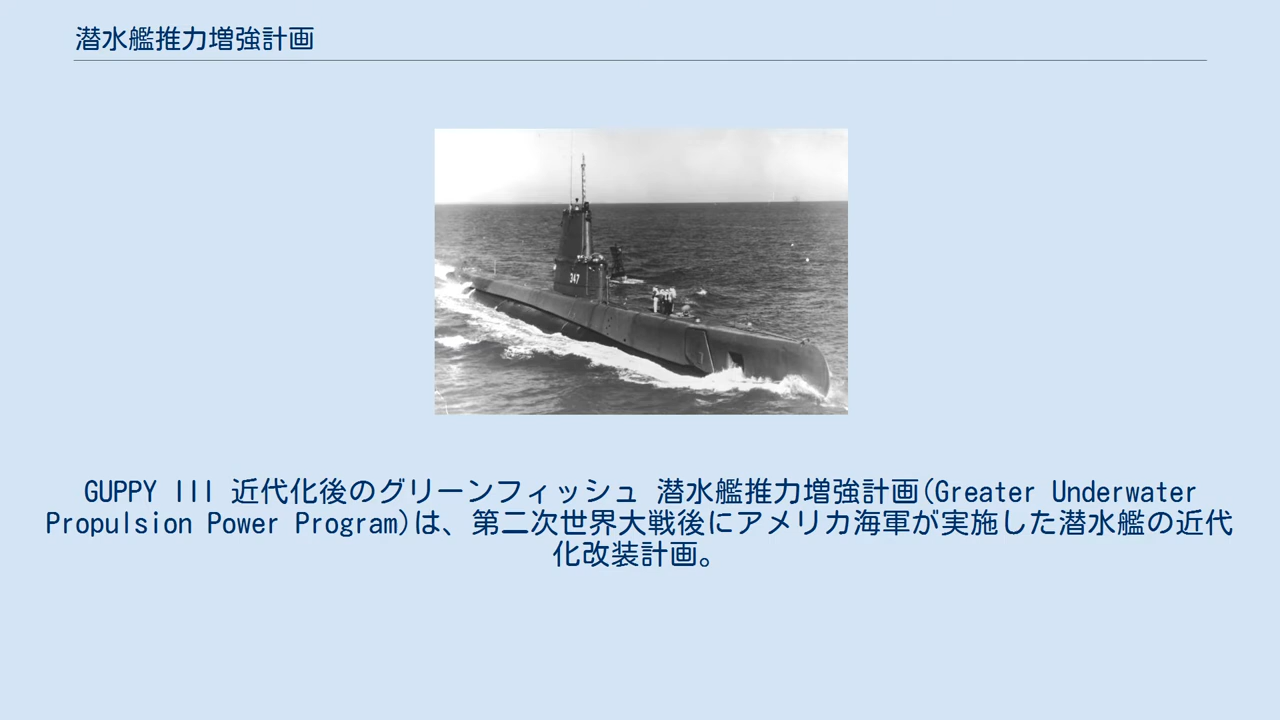 潜水艦推力増強計画
347
GUPPY III 近代化後のグリーンフィッシュ 潜水艦推力増強計画(Greater Underwater
Propulsion Power Program)は、第二次世界大戦後にアメリカ海軍が実施した潜水艦の近代
化改装計画。